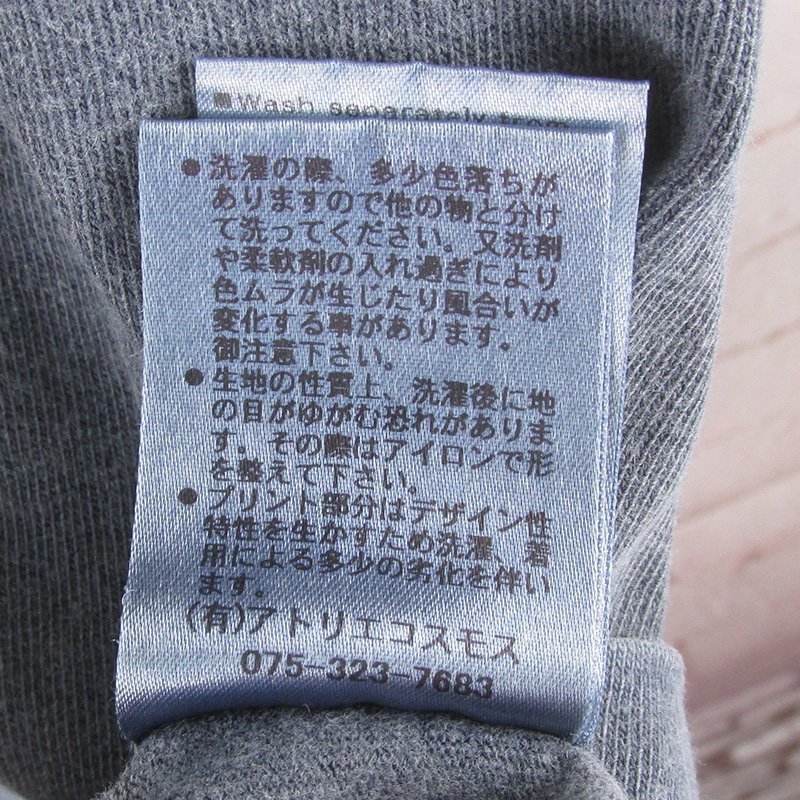 ■Wash separately from
●洗濯の際、多少色落ちが
ありますので他の物と分け
て洗ってください。又洗剤
や柔軟剤の入れ過ぎにより
色ムラが生じたり風合いが
変化する事があります。
御注意下さい。
●生地の性質上、洗濯後に地
の目がゆがむ恐れがありま
す。その際はアイロンで形
を整えて下さい。
●プリント部分はデザイン性
特性を生かすため洗濯、着
用による多少の劣化を伴い
ます。
(有)アトリエコスモス
075-323-7683